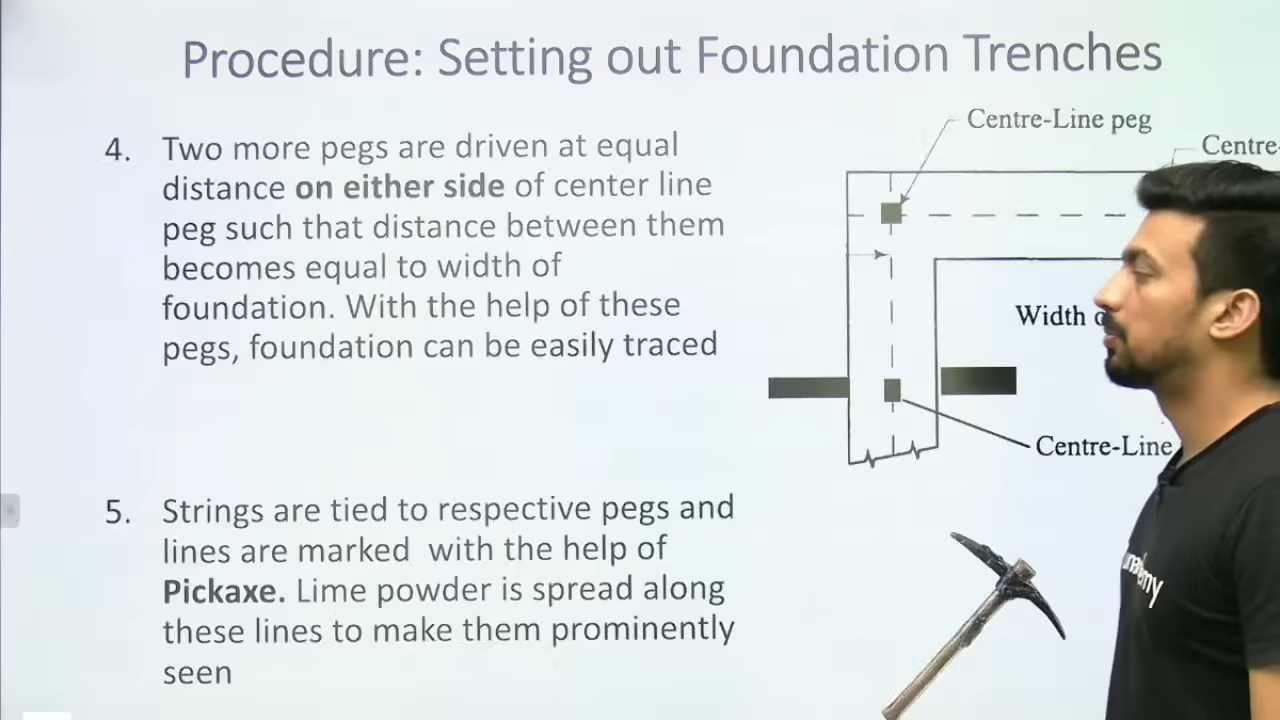 Procedure: Setting out Foundation Trenches
4. Two more pegs are driven at equal
distance on either side of center line
peg such that distance between them
becomes equal to width of
foundation. With the help of these
pegs, foundation can be easily traced
5. Strings are tied to respective pegs and
lines are marked with the help of
Pickaxe. Lime powder is spread along
these lines to make them prominently
seen
Centre-Line peg
Centre-
Width
Centre-Line